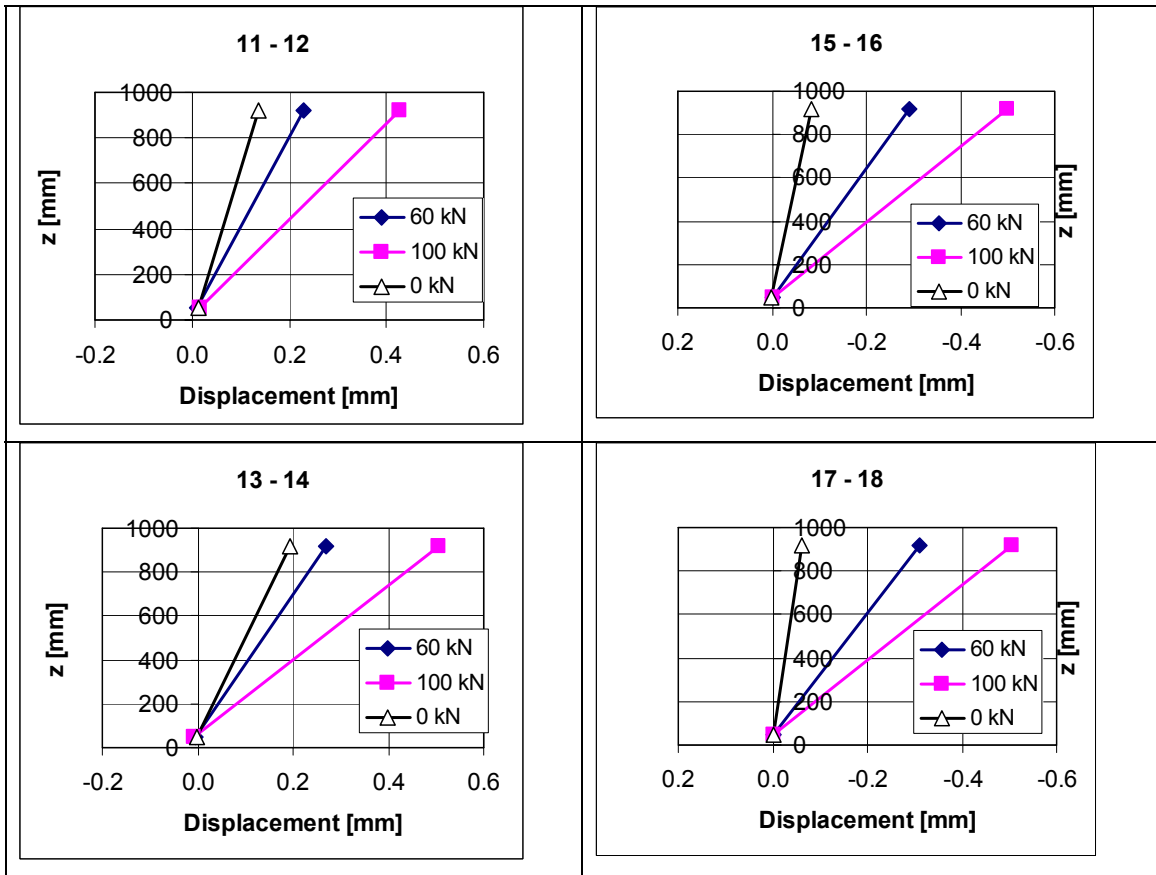 11 - 12
1000
800
600
400
200
0
z [mm]
60 kN
100 kN
0 kN
-0.2 0.0 0.2 0.4 0.6
Displacement [mm]
15 - 16
1000
800
600
400
200
0
z [mm]
60 kN
100 kN
0 kN
0.2 0.0 -0.2 -0.4 -0.6
Displacement [mm]
13 - 14
1000
800
600
400
200
0
z [mm]
60 kN
100 kN
0 kN
-0.2 0.0 0.2 0.4 0.6
Displacement [mm]
17 - 18
1000
800
600
400
200
0
z [mm]
60 kN
100 kN
0 kN
0.2 0.0 -0.2 -0.4 -0.6
Displacement [mm]